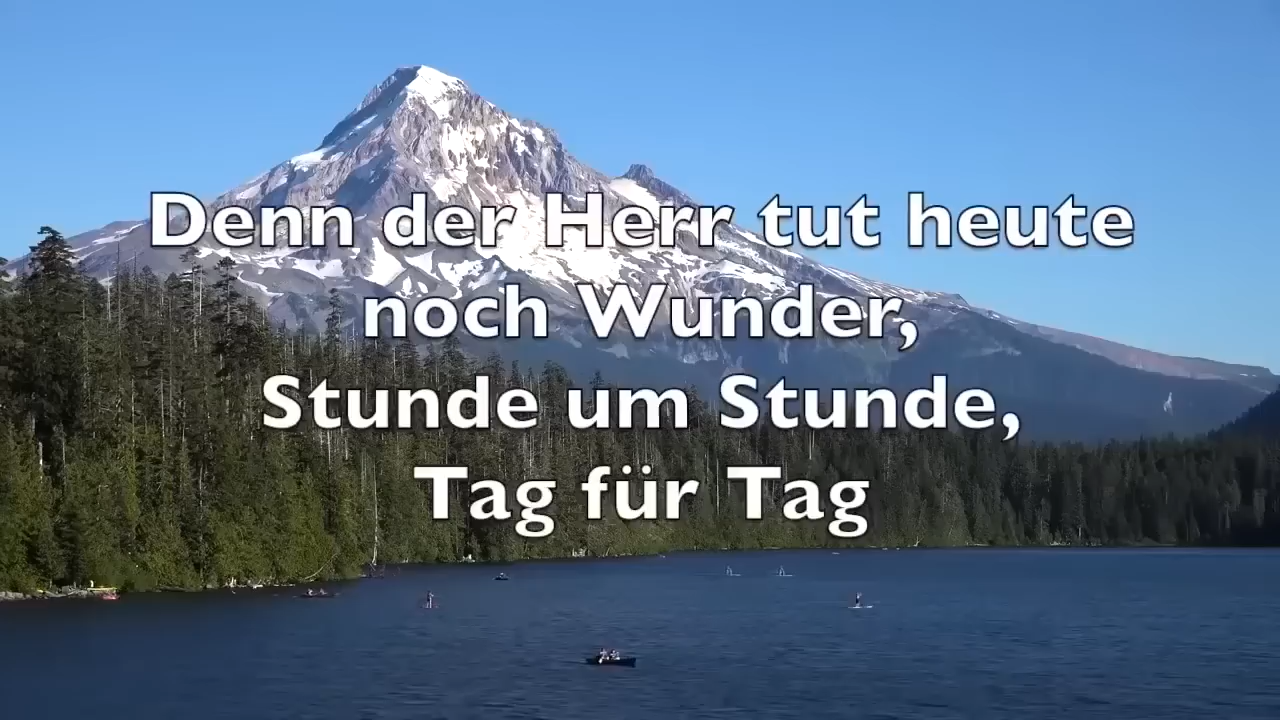 Denn der Herr tut heute
noch Wunder,
Stunde um Stunde,
Tag für Tag